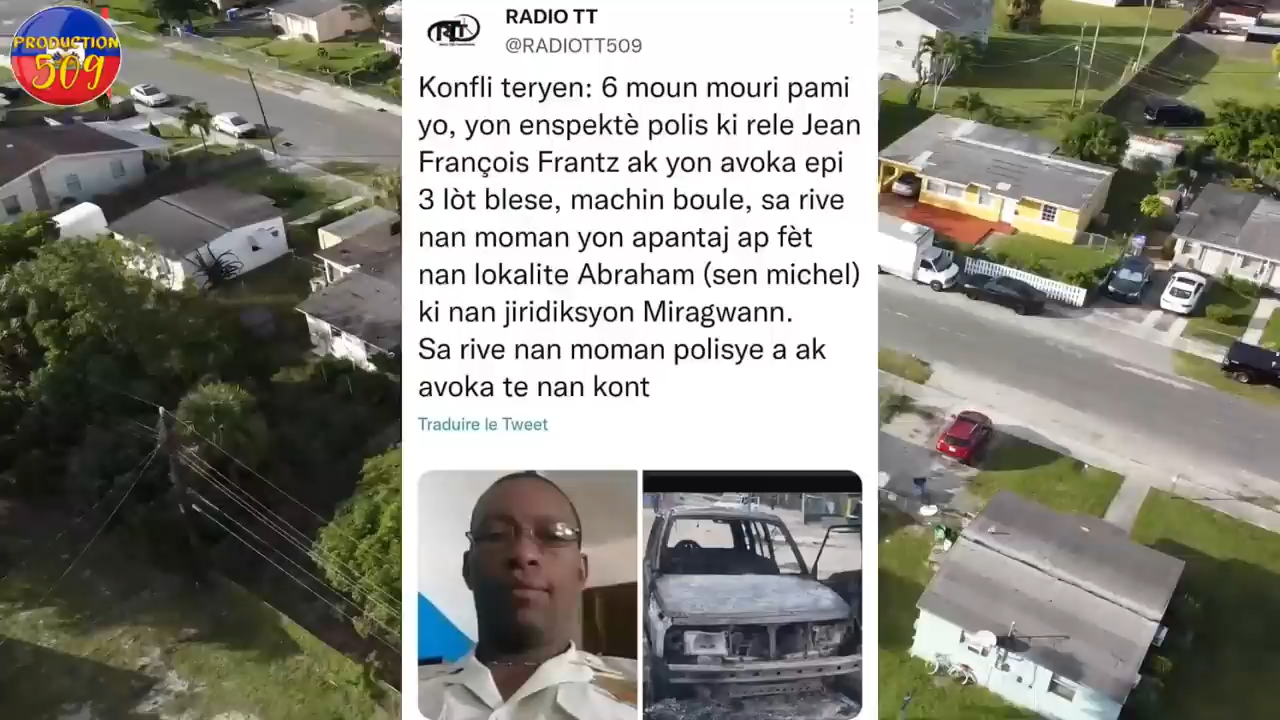 PRODUCTION
509
RADIO TT
@RADIOTT509
Konfli teryen: 6 moun mouri pami
yo, yon enspektè polis ki rele Jean
François Frantz ak yon avoka epi
3 lòt blese, machin boule, sa rive
nan moman yon apantaj ap fèt
nan lokalite Abraham (sen michel)
ki nan jiridiksyon Miragwann.
Sa rive nan moman polisye a ak
avoka te nan kont
Traduire le Tweet